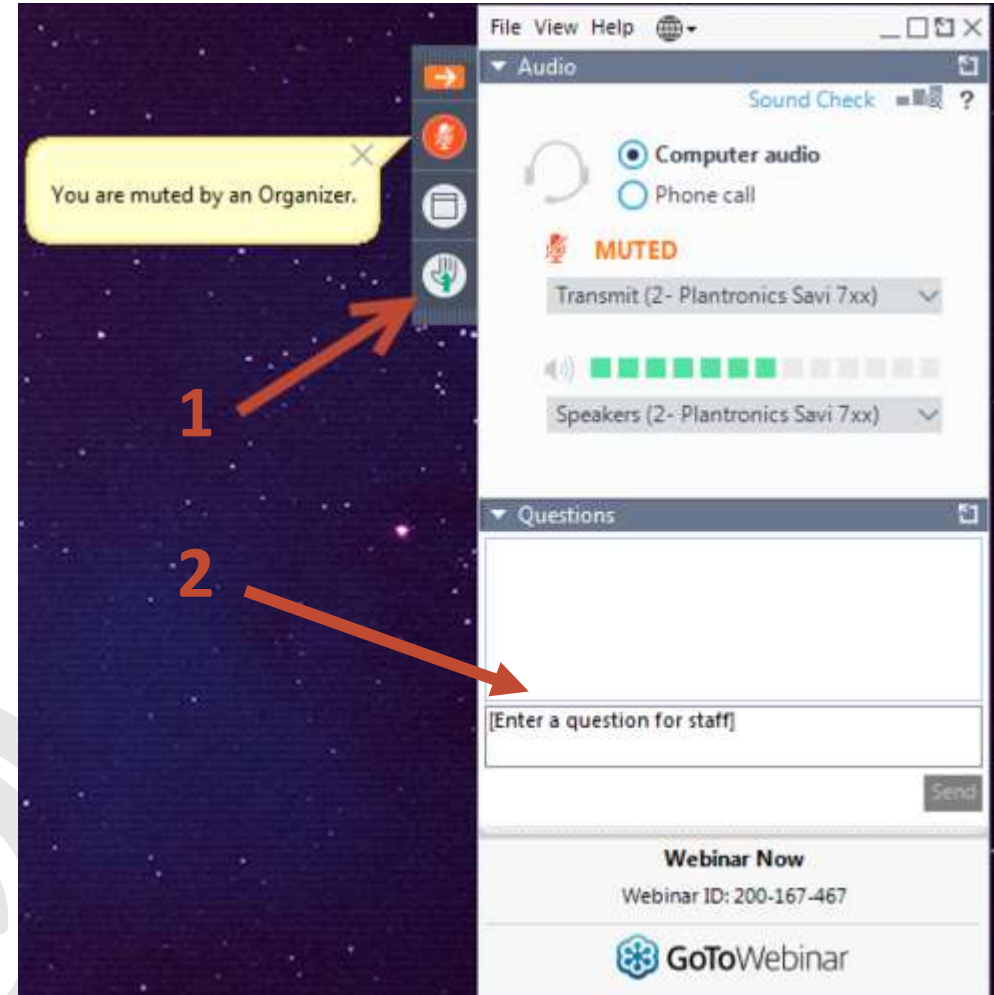 File View Help
Audio
Sound Check ?
Computer audio
Phone call
You are muted by an Organizer.
MUTED
Transmit (2- Plantronics Savi 7xx)
1
Speakers (2- Plantronics Savi 7xx)
Questions
2
[Enter a question for staff]
Send
Webinar Now
Webinar ID: 200-167-467
GoToWebinar